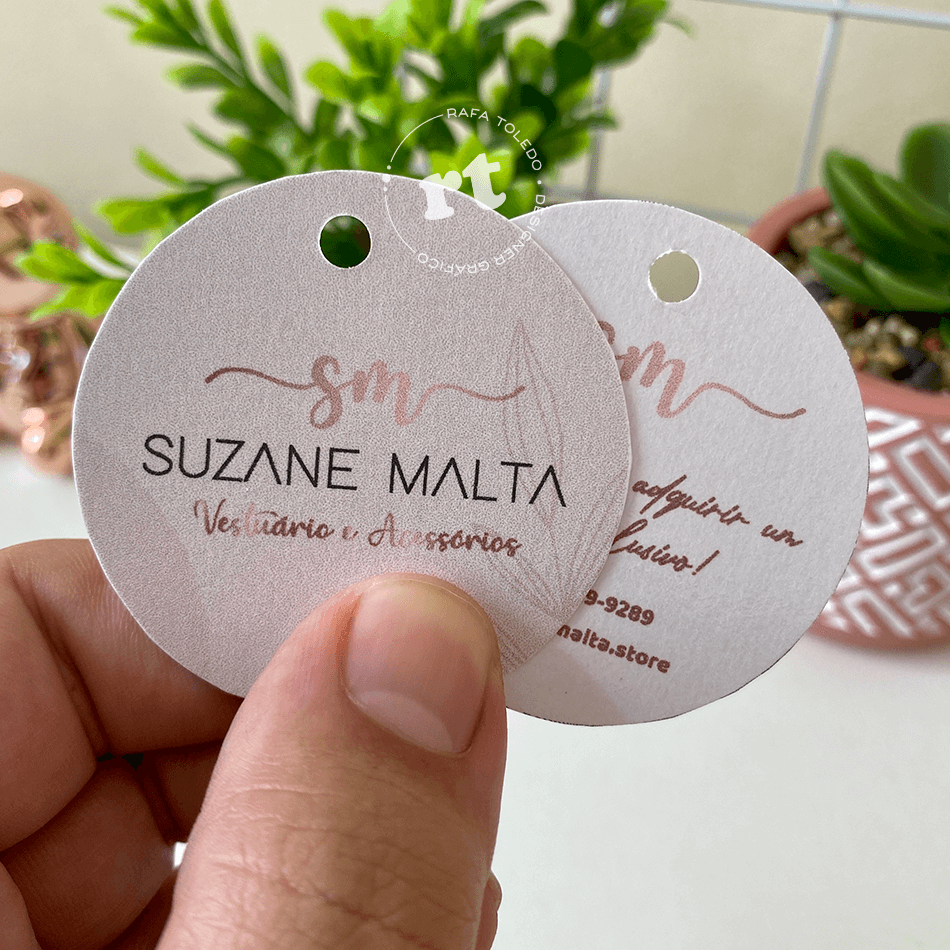 RAFA TOLEDO • DESIGNER GRÁFICO •
rt
sm
SUZANE MALTA
Vestuário e Acessórios
sm
adquirir um
lusivo!
9-9289
malta.store